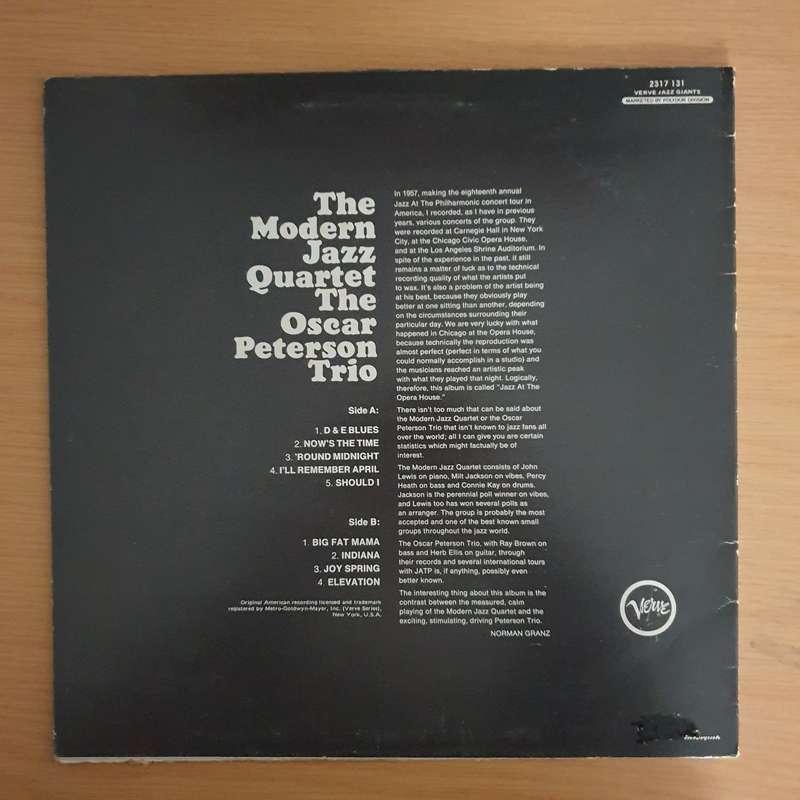 2317 131
VERVE JAZZ GIANTS
MARKETED BY POLYDOR DIVISION
The
Modern
Jazz
Quartet
The
Oscar
Peterson
Trio
Side A:
1. D & E BLUES
2. NOW'S THE TIME
3. 'ROUND MIDNIGHT
4. I'LL REMEMBER APRIL
5. SHOULD I
Side B:
1. BIG FAT MAMA
2. INDIANA
3. JOY SPRING
4. ELEVATION
Original American recording licensed and trademark
registered by Metro-Goldwyn-Mayer, Inc. (Verve Series),
New York, U.S.A.
In 1957, making the eighteenth annual
Jazz At The Philharmonic concert tour in
America, I recorded, as I have in previous
years, various concerts of the group. They
were recorded at Carnegie Hall in New York
City, at the Chicago Civic Opera House,
and at the Los Angeles Shrine Auditorium. In
spite of the experience in the past, it still
remains a matter of luck as to the technical
recording quality of what the artists put
to wax. It's also a problem of the artist being
at his best, because they obviously play
better at one sitting than another, depending
on the circumstances surrounding their
particular day. We are very lucky with what
happened in Chicago at the Opera House,
because technically the reproduction was
almost perfect (perfect in terms of what you
could normally accomplish in a studio) and
the musicians reached an artistic peak
with what they played that night. Logically,
therefore, this album is called "Jazz At The
Opera House."
There isn't too much that can be said about
the Modern Jazz Quartet or the Oscar
Peterson Trio that isn't known to jazz fans all
over the world; all I can give you are certain
statistics which might factually be of
interest.
The Modern Jazz Quartet consists of John
Lewis on piano, Milt Jackson on vibes, Percy
Heath on bass and Connie Kay on drums.
Jackson is the perennial poll winner on vibes,
and Lewis too has won several polls as
an arranger. The group is probably the most
accepted and one of the best known small
groups throughout the jazz world.
The Oscar Peterson Trio, with Ray Brown on
bass and Herb Ellis on guitar, through
their records and several international tours
with JATP is, if anything, possibly even
better known.
The interesting thing about this album is the
contrast between the measured, calm
playing of the Modern Jazz Quartet and the
exciting, stimulating, driving Peterson Trio.
NORMAN GRANZ
Verve